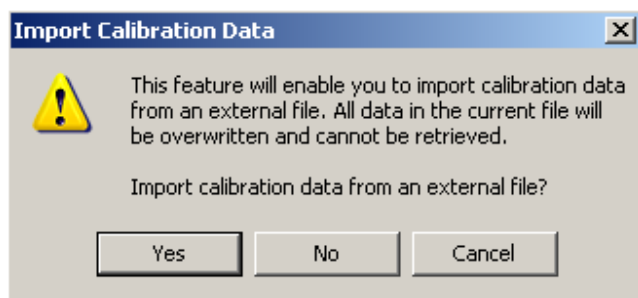 Import Calibration Data
This feature will enable you to import calibration data
from an external file. All data in the current file will
be overwritten and cannot be retrieved.
Import calibration data from an external file?
Yes No Cancel